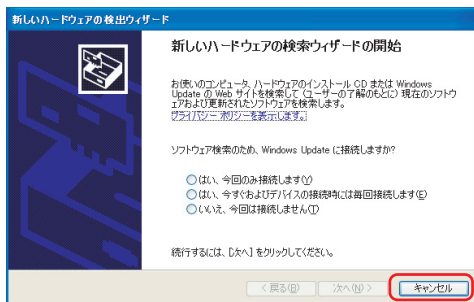 新しいハードウェアの検出ウィザード
新しいハードウェアの検索ウィザードの開始
お使いのコンピュータ、ハードウェアのインストール CD または Windows
Update の Web サイトを検索して (ユーザーの了解のもとに) 現在のソフトウ
ェアおよび更新されたソフトウェアを検索します。
プライバシー ポリシーを表示します。
ソフトウェア検索のため、Windows Update に接続しますか?
はい、今回のみ接続します(Y)
はい、今すぐおよびデバイスの接続時には毎回接続します(E)
いいえ、今回は接続しません(T)
続行するには、[次へ] をクリックしてください。
< 戻る(B)
次へ(N) >
キャンセル